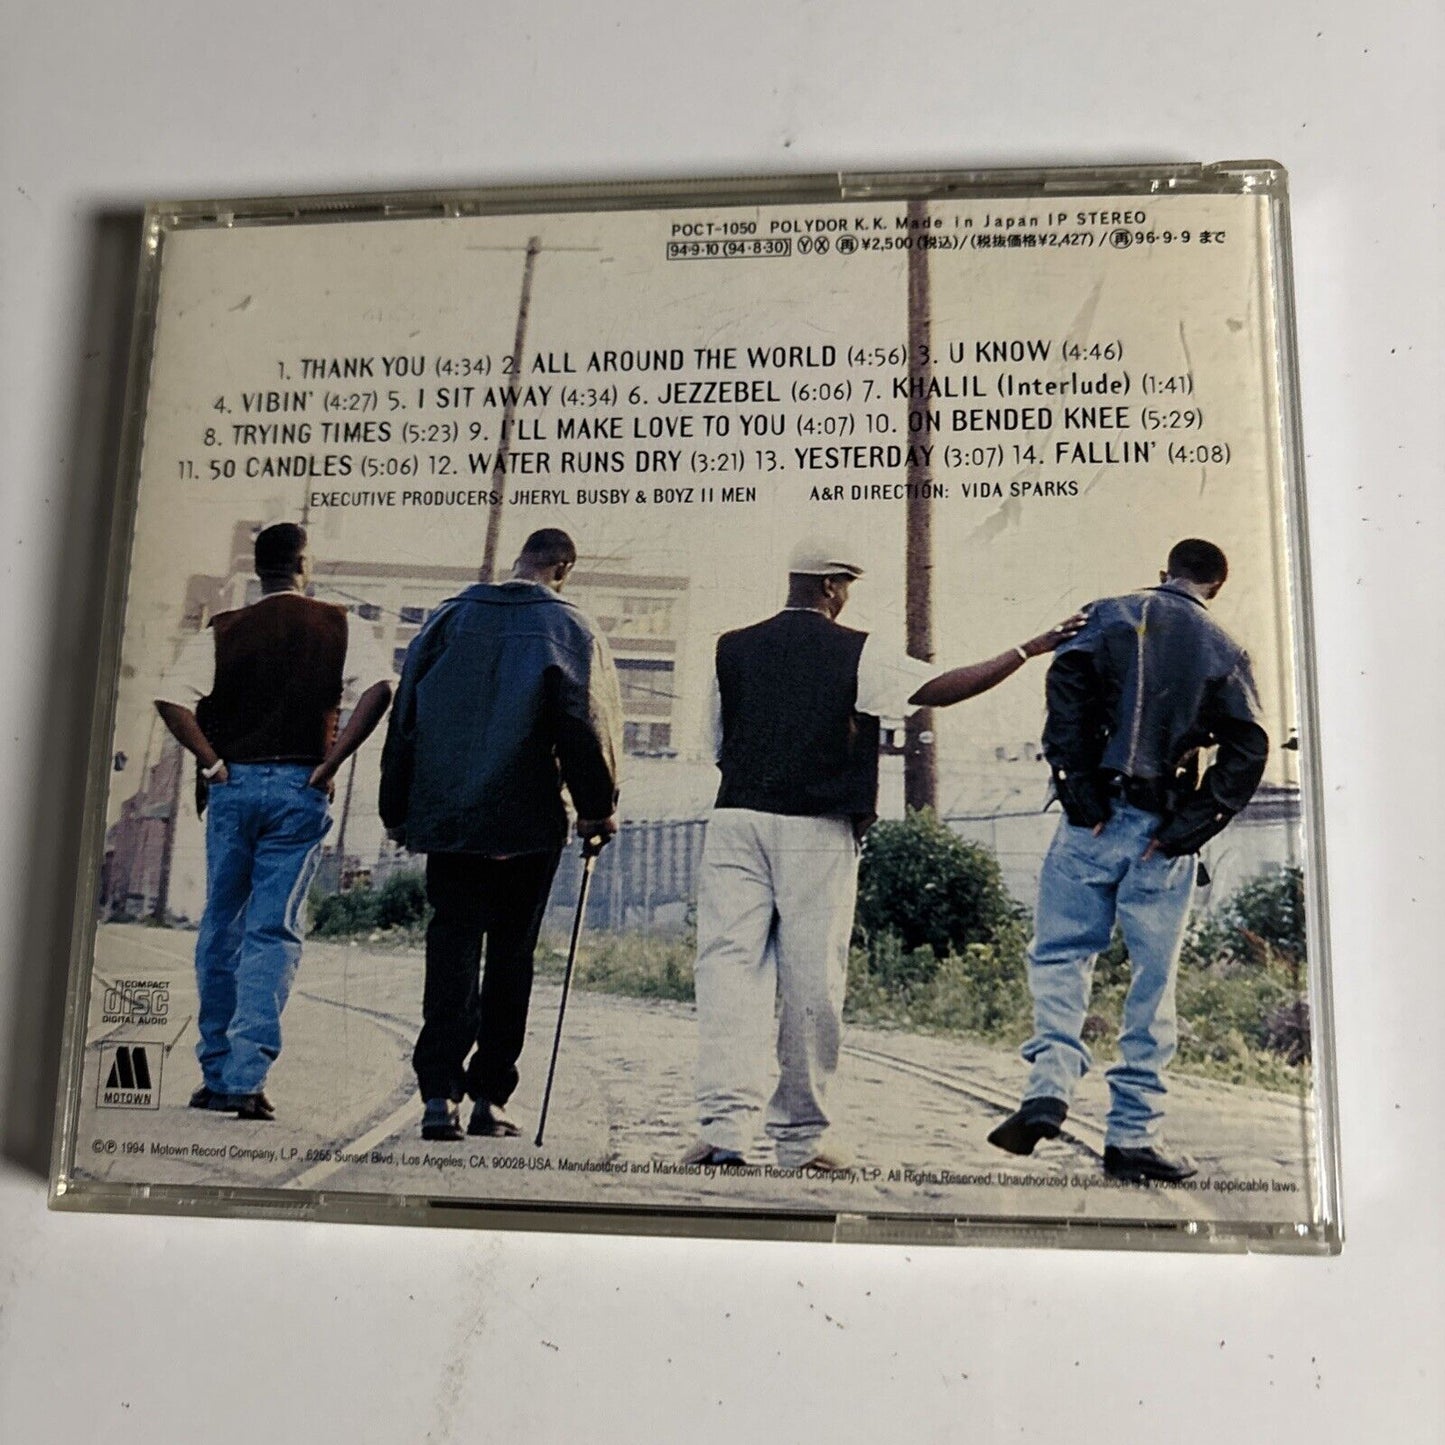 POCT-1050 POLYDOR K.K. Made in Japan IP STEREO
94·9·10 (94·8·30) Ⓨ Ⓧ ㊢ ¥2,500 (税込)/(税抜価格¥2,427) / 再 96·9·9 まで
1. THANK YOU (4:34) 2. ALL AROUND THE WORLD (4:56) 3. U KNOW (4:46)
4. VIBIN' (4:27) 5. I SIT AWAY (4:34) 6. JEZZEBEL (6:06) 7. KHALIL (Interlude) (1:41)
8. TRYING TIMES (5:23) 9. I'LL MAKE LOVE TO YOU (4:07) 10. ON BENDED KNEE (5:29)
11. 50 CANDLES (5:06) 12. WATER RUNS DRY (3:21) 13. YESTERDAY (3:07) 14. FALLIN' (4:08)
EXECUTIVE PRODUCERS: JHERYL BUSBY & BOYZ II MEN A&R DIRECTION: VIDA SPARKS
COMPACT
disc
DIGITAL AUDIO
M
MOTOWN
©℗ 1994 Motown Record Company, L.P., 6255 Sunset Blvd., Los Angeles, CA. 90028-USA. Manufactured and Marketed by Motown Record Company, L.P. All Rights Reserved. Unauthorized duplication is a violation of applicable laws.